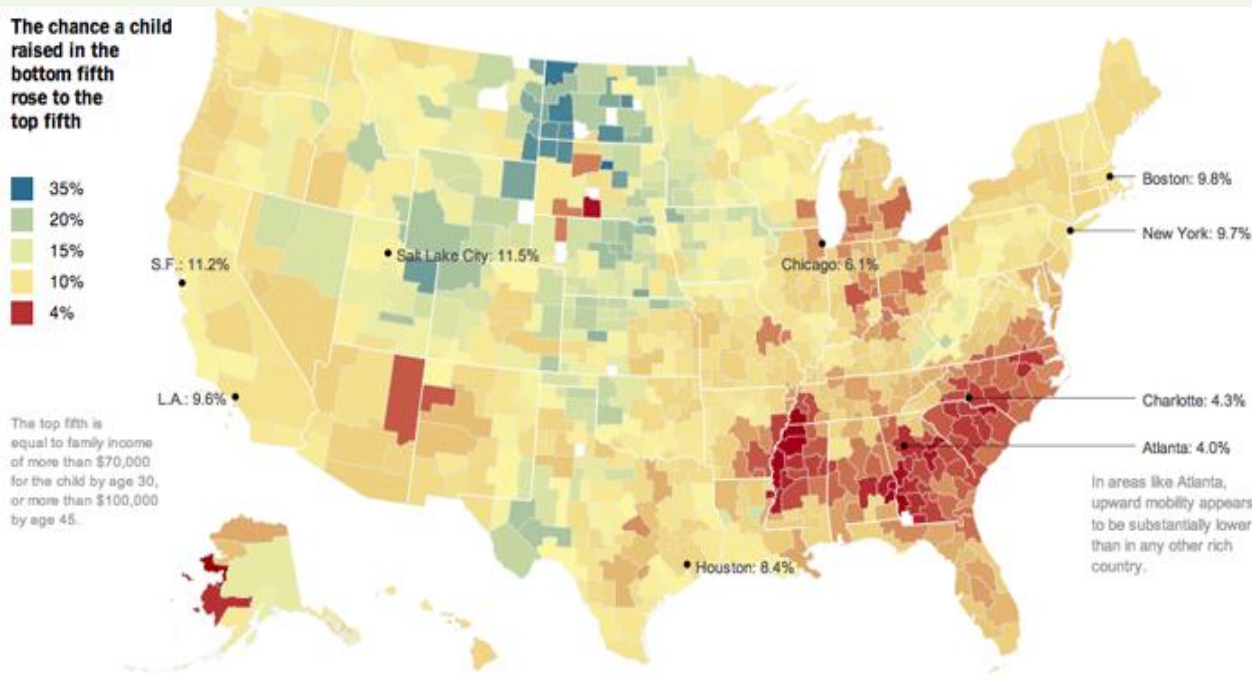 The chance a child
raised in the
bottom fifth
rose to the
top fifth
35%
20%
15%
10%
4%
S.F.: 11.2%
Salt Lake City: 11.5%
Chicago: 6.1%
Boston: 9.8%
New York: 9.7%
L.A.: 9.6%
Charlotte: 4.3%
Atlanta: 4.0%
Houston: 8.4%
The top fifth is
equal to family income
of more than $70,000
for the child by age 30,
or more than $100,000
by age 45.
In areas like Atlanta,
upward mobility appears
to be substantially lower
than in any other rich
country.